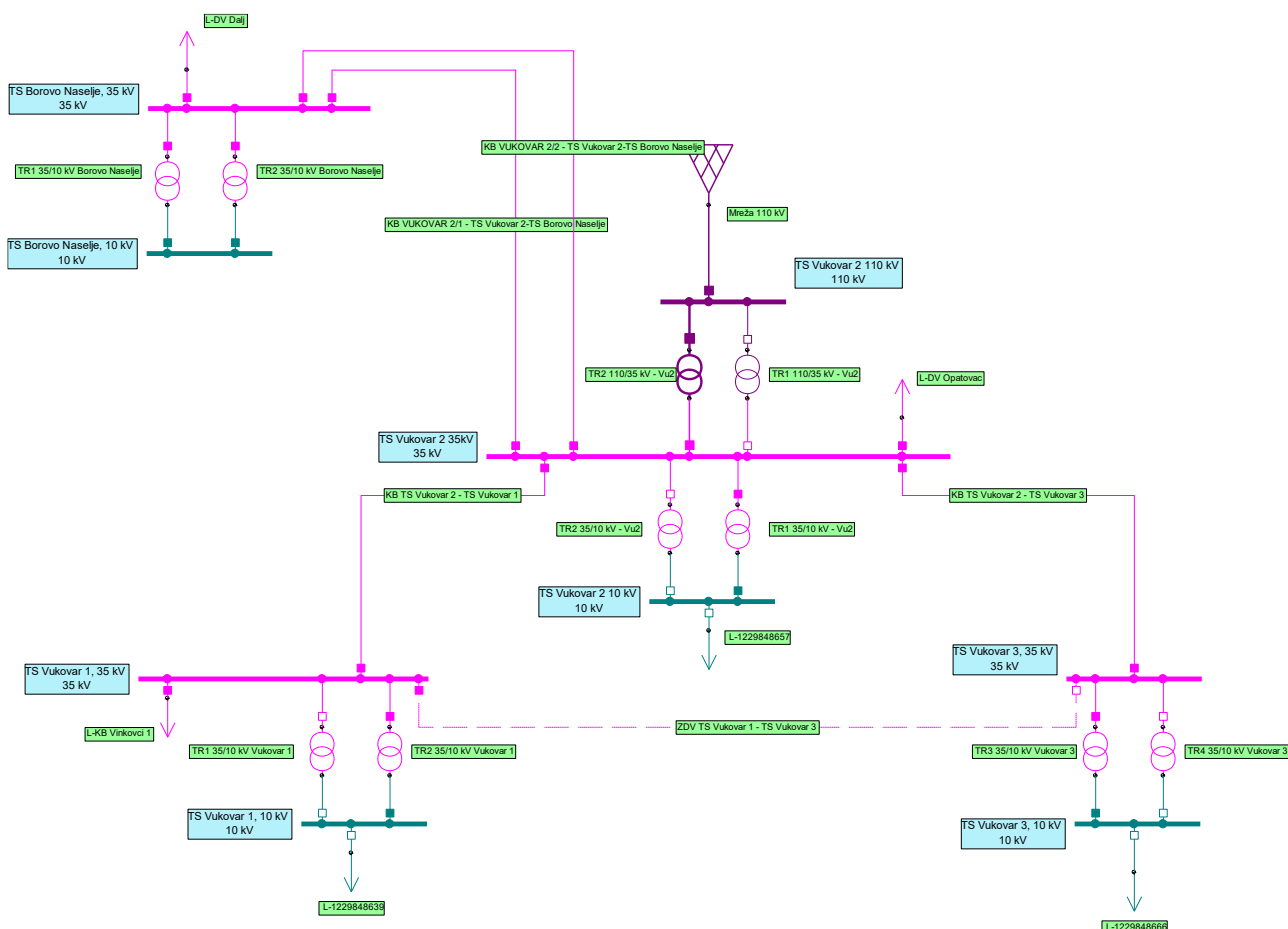 L-DV Dalj
TS Borovo Naselje, 35 kV
35 kV
KB VUKOVAR 2/2 - TS Vukovar 2-TS Borovo Naselje
TR1 35/10 kV Borovo Naselje
TR2 35/10 kV Borovo Naselje
Mreža 110 kV
KB VUKOVAR 2/1 - TS Vukovar 2-TS Borovo Naselje
TS Borovo Naselje, 10 kV
10 kV
TS Vukovar 2 110 kV
110 kV
TR2 110/35 kV - Vu2
TR1 110/35 kV - Vu2
L-DV Opatovac
TS Vukovar 2 35kV
35 kV
KB TS Vukovar 2 - TS Vukovar 1
KB TS Vukovar 2 - TS Vukovar 3
TR2 35/10 kV - Vu2
TR1 35/10 kV - Vu2
TS Vukovar 2 10 kV
10 kV
L-1229848657
TS Vukovar 1, 35 kV
35 kV
TS Vukovar 3, 35 kV
35 kV
L-KB Vinkovci 1
ZDV TS Vukovar 1 - TS Vukovar 3
TR1 35/10 kV Vukovar 1
TR2 35/10 kV Vukovar 1
TR3 35/10 kV Vukovar 3
TR4 35/10 kV Vukovar 3
TS Vukovar 1, 10 kV
10 kV
TS Vukovar 3, 10 kV
10 kV
L-1229848639
L-1229848666